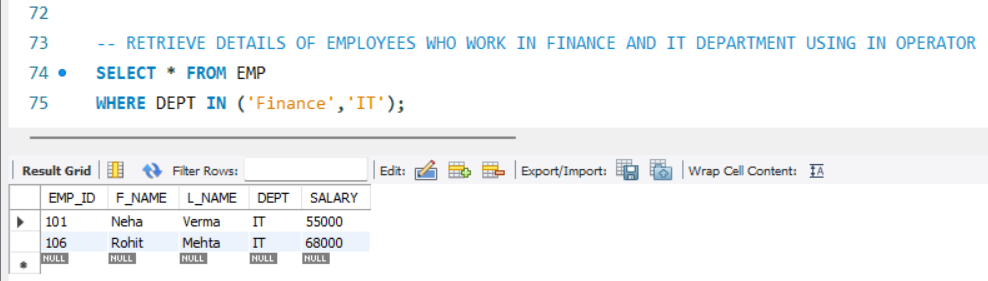 72
73 -- RETRIEVE DETAILS OF EMPLOYEES WHO WORK IN FINANCE AND IT DEPARTMENT USING IN OPERATOR
74 SELECT * FROM EMP
75 WHERE DEPT IN ('Finance','IT');
Result Grid Filter Rows: Edit: Export/Import: Wrap Cell Content: IA
EMP_ID F_NAME L_NAME DEPT SALARY
101 Neha Verma IT 55000
106 Rohit Mehta IT 68000
NULL NULL NULL NULL NULL